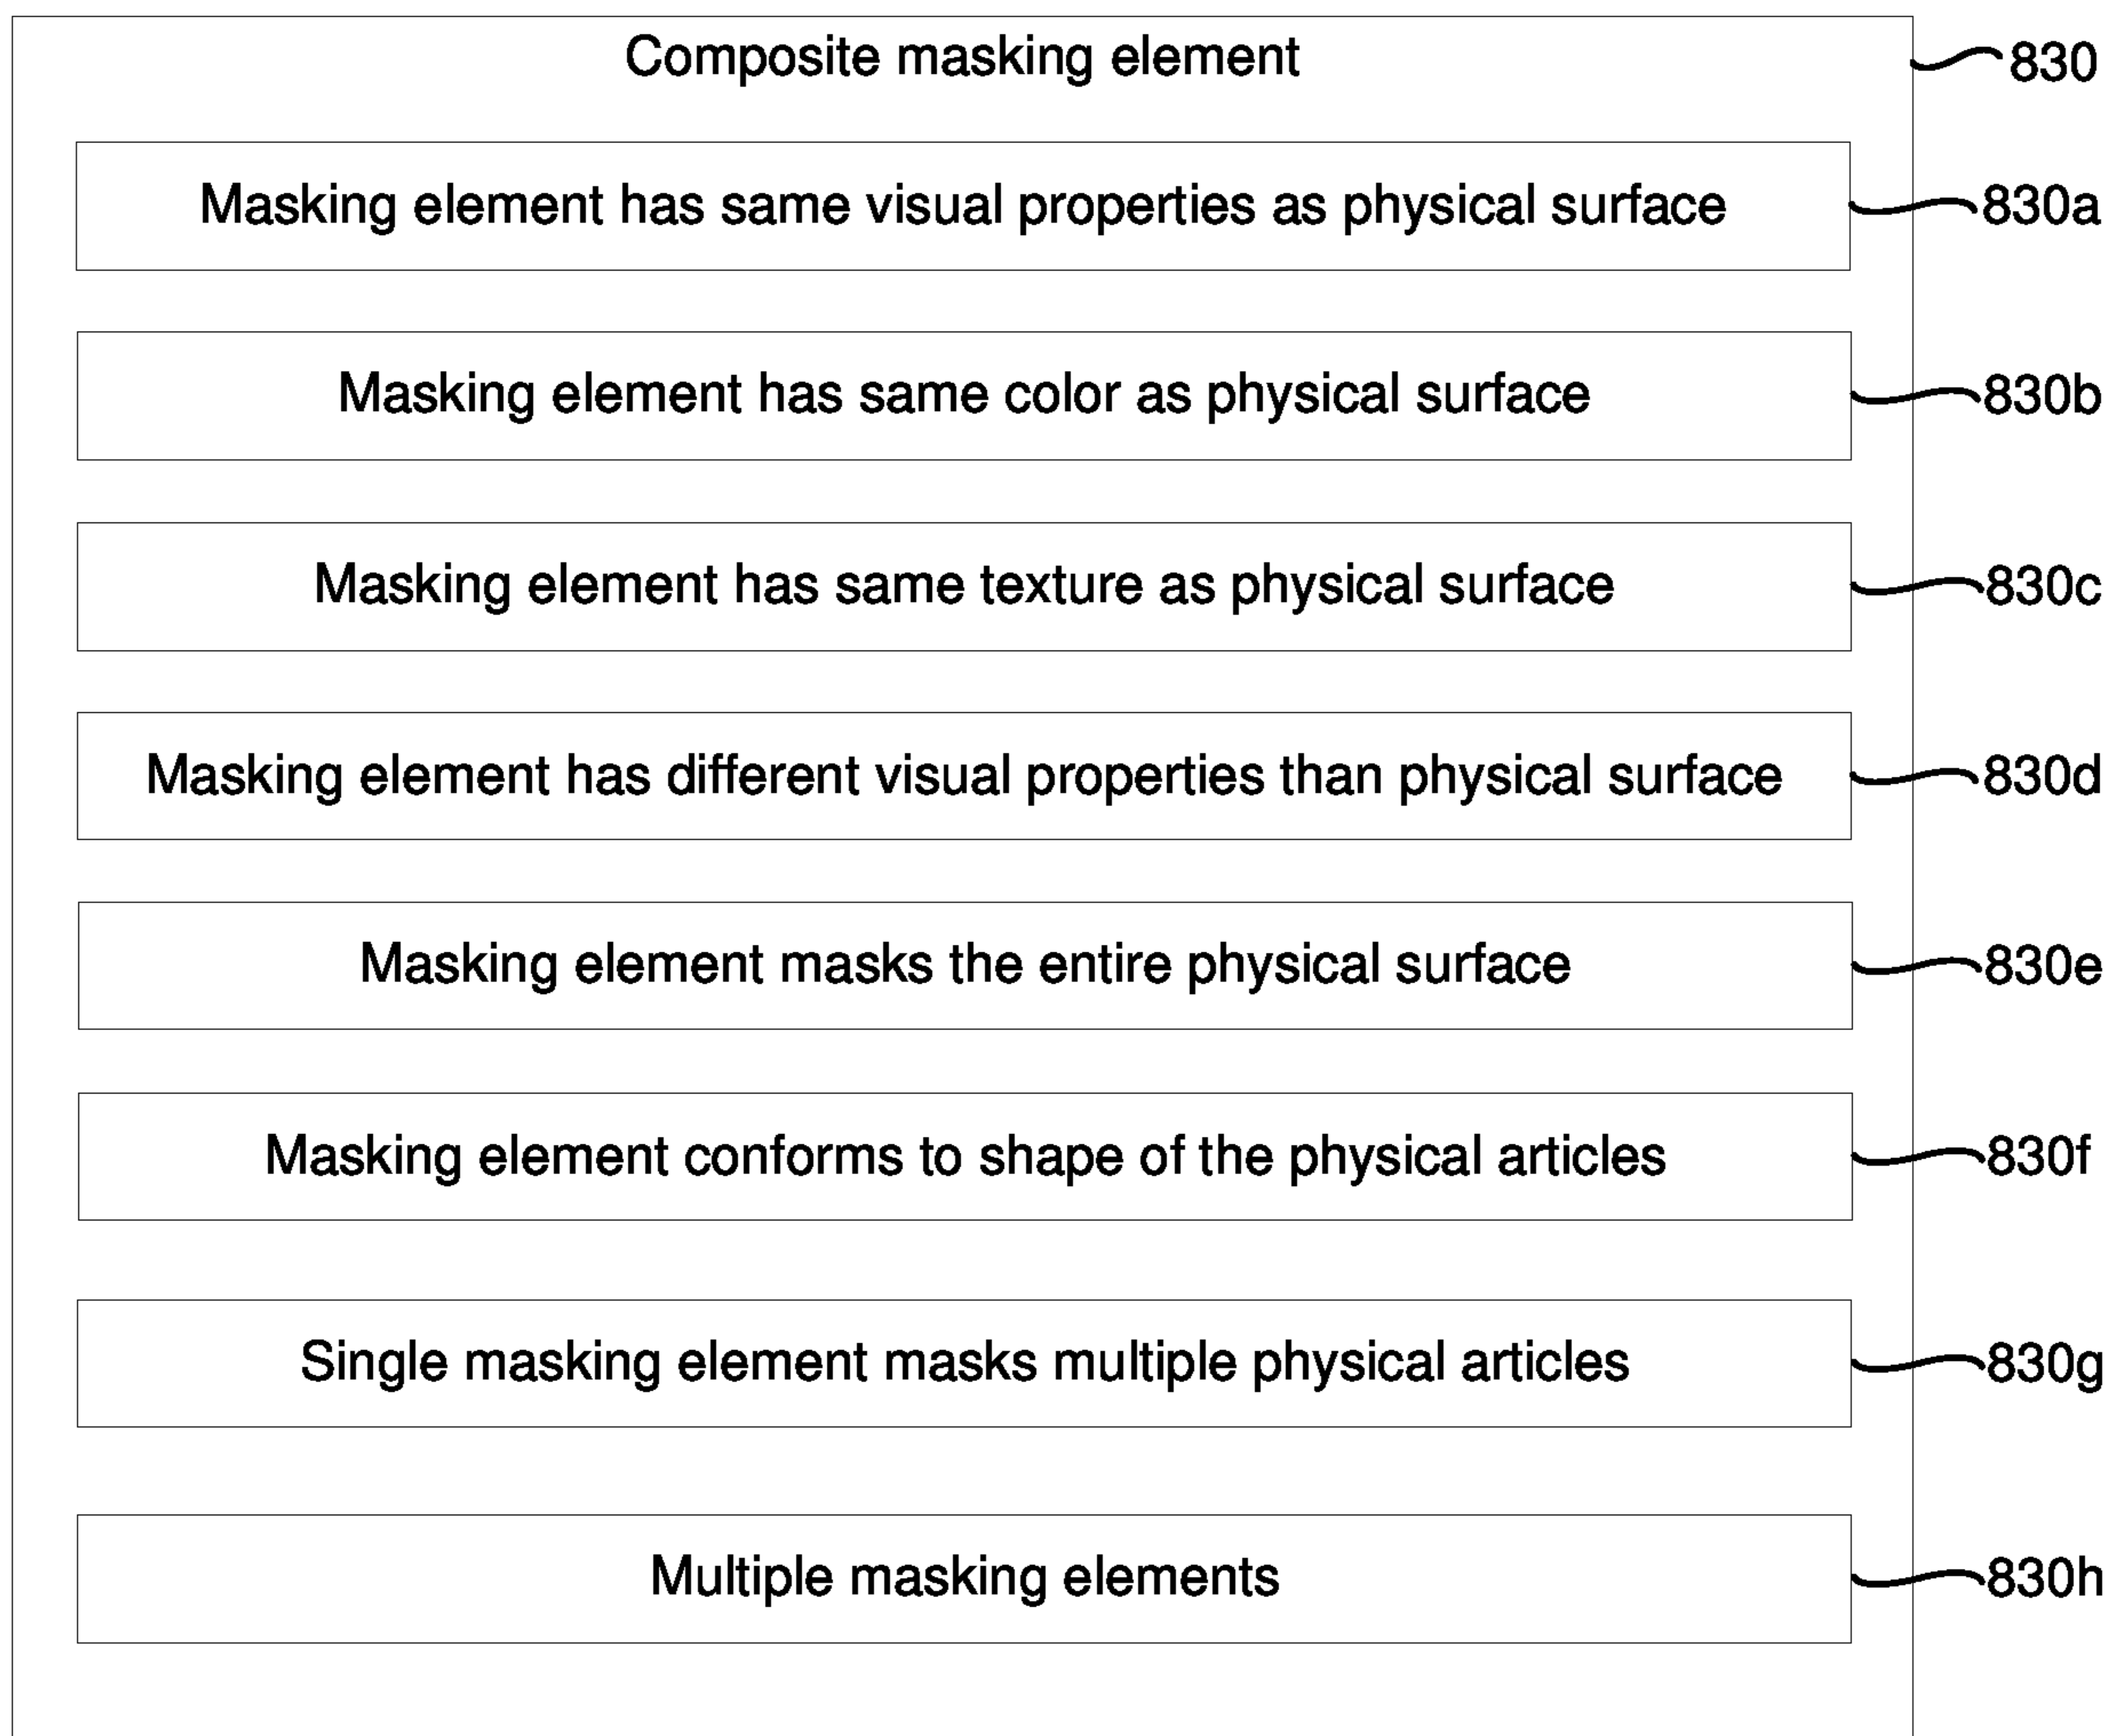 Composite masking element
830
Masking element has same visual properties as physical surface
830a
Masking element has same color as physical surface
830b
Masking element has same texture as physical surface
830c
Masking element has different visual properties than physical surface
830d
Masking element masks the entire physical surface
830e
Masking element conforms to shape of the physical articles
830f
Single masking element masks multiple physical articles
830g
Multiple masking elements
830h